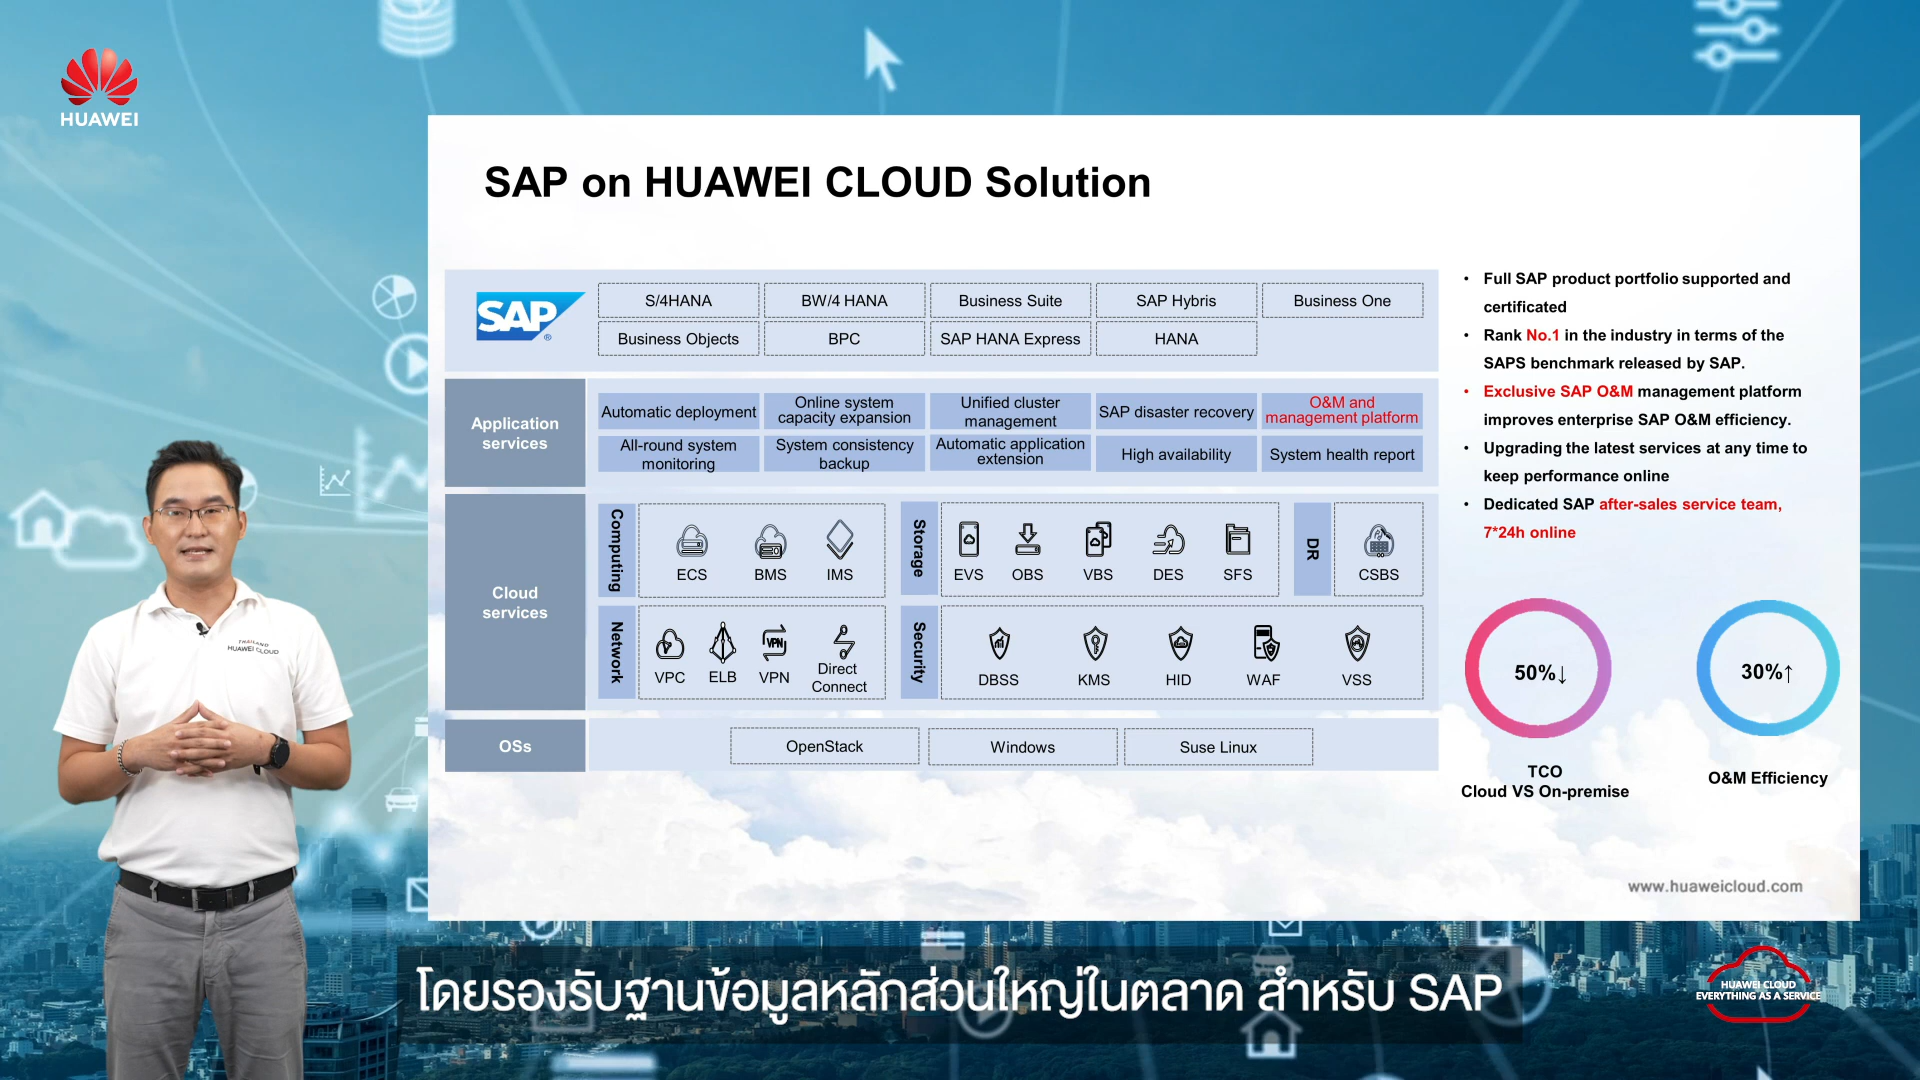 HUAWEI
SAP on HUAWEI CLOUD Solution
SAP
®
S/4HANA
BW/4 HANA
Business Suite
SAP Hybris
Business One
Business Objects
BPC
SAP HANA Express
HANA
Application
services
Automatic deployment
Online system
capacity expansion
Unified cluster
management
SAP disaster recovery
O&M and
management platform
All-round system
monitoring
System consistency
backup
Automatic application
extension
High availability
System health report
Cloud
services
Computing
ECS
BMS
IMS
Storage
EVS
OBS
VBS
DES
SFS
DR
CSBS
Network
VPC
ELB
VPN
VPN
Direct
Connect
Security
DBSS
KMS
HID
WAF
VSS
OSs
OpenStack
Windows
Suse Linux
• Full SAP product portfolio supported and
certificated
• Rank No.1 in the industry in terms of the
SAPS benchmark released by SAP.
• Exclusive SAP O&M management platform
improves enterprise SAP O&M efficiency.
• Upgrading the latest services at any time to
keep performance online
• Dedicated SAP after-sales service team,
7*24h online
50%↓
30%↑
TCO
Cloud VS On-premise
O&M Efficiency
www.huaweicloud.com
THAILAND
HUAWEI CLOUD
โดยรองรับฐานข้อมูลหลักส่วนใหญ่ในตลาด สำหรับ SAP
HUAWEI CLOUD
EVERYTHING AS A SERVICE